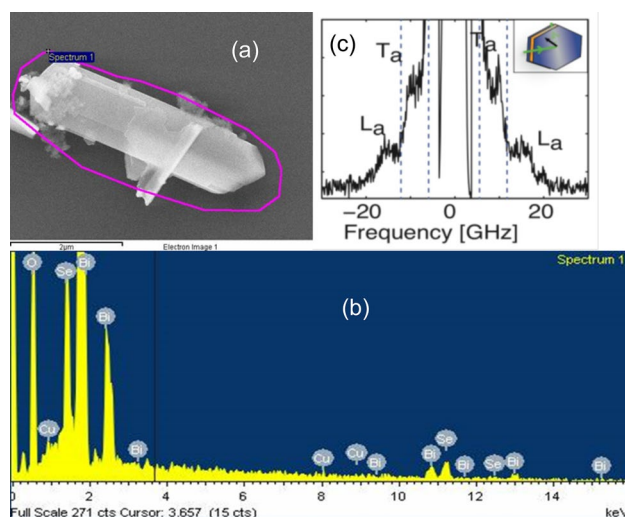 (a)
Spectrum 1
2μm
Electron Image 1
(c)
Ta
Ta
La
La
−20
0
20
Frequency [GHz]
Spectrum 1
(b)
O
Se
Bi
Bi
Cu
Bi
Cu
Cu
Bi
Bi
Se
Bi
Se
Bi
Bi
0
2
4
6
8
10
12
14
Full Scale 271 cts Cursor: 3.657 (15 cts)
keV